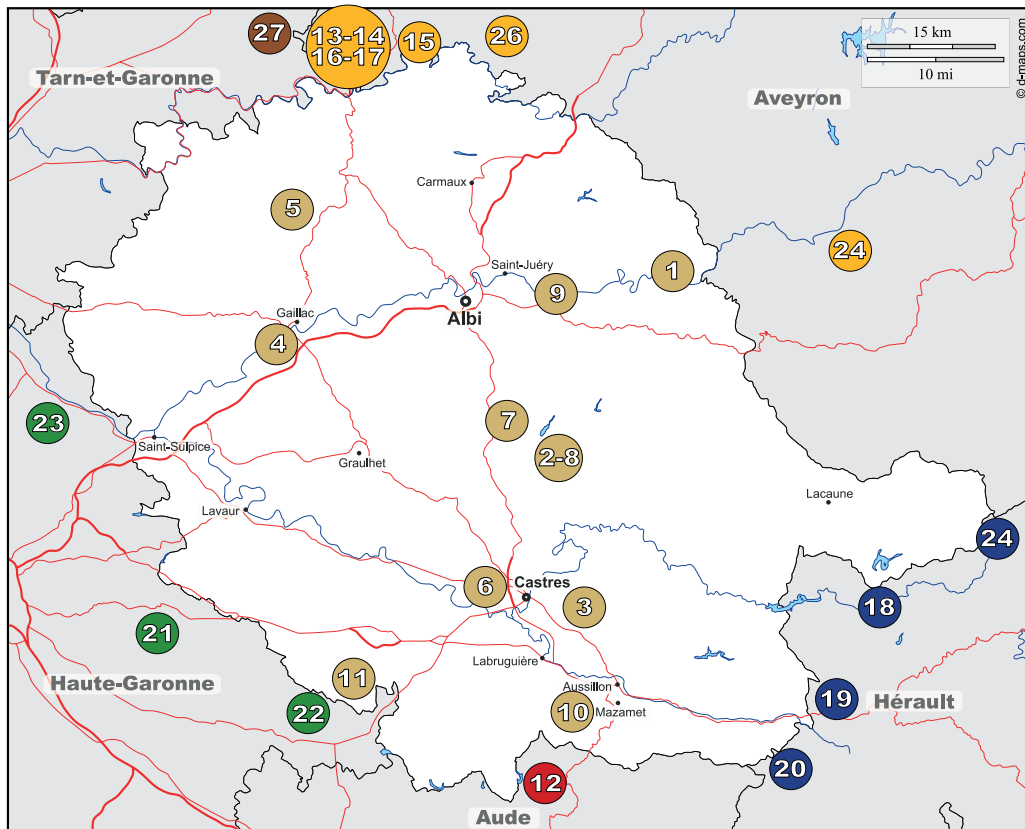 27
13-14
16-17
15
26
15 km
10 mi
© d-maps.com
Tarn-et-Garonne
Aveyron
Carmaux
5
24
Saint-Juéry
1
9
Albi
Gaillac
4
23
7
Saint-Sulpice
Graulhet
2-8
Lacaune
Lavaur
24
6
Castres
3
18
21
Labruguière
Haute-Garonne
11
Aussillon
19
Hérault
22
10
Mazamet
20
12
Aude